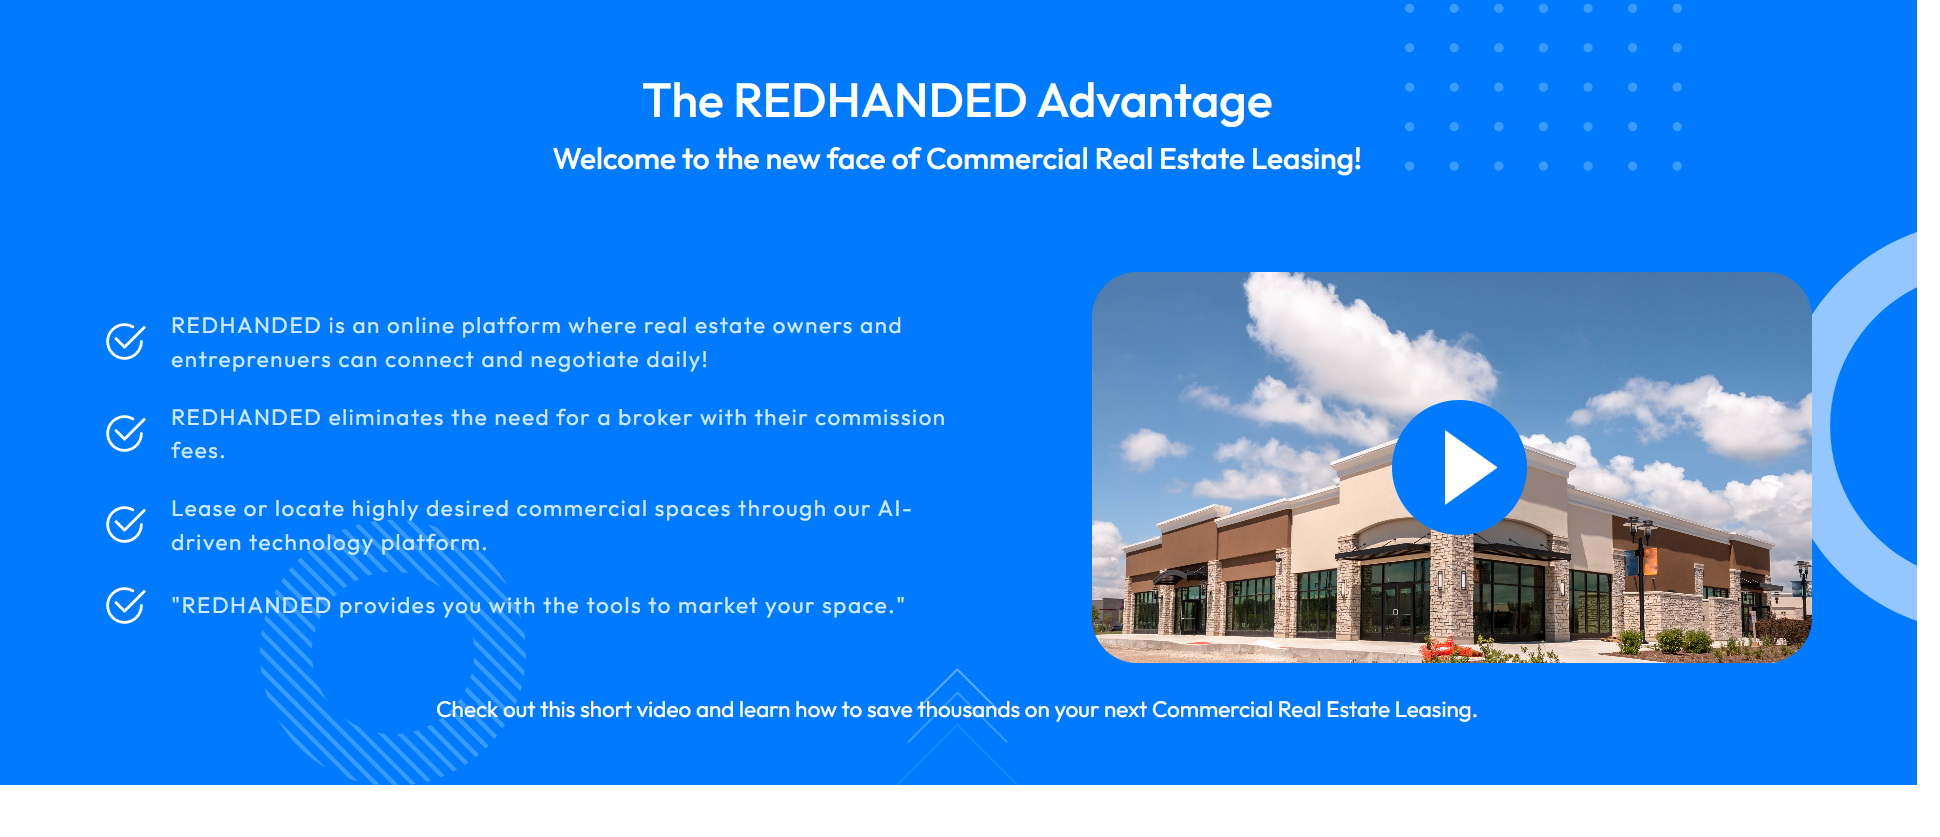 The REDHANDED Advantage
Welcome to the new face of Commercial Real Estate Leasing!
REDHANDED is an online platform where real estate owners and
entreprenuers can connect and negotiate daily!
REDHANDED eliminates the need for a broker with their commission
fees.
Lease or locate highly desired commercial spaces through our AI-
driven technology platform.
"REDHANDED provides you with the tools to market your space."
Check out this short video and learn how to save thousands on your next Commercial Real Estate Leasing.